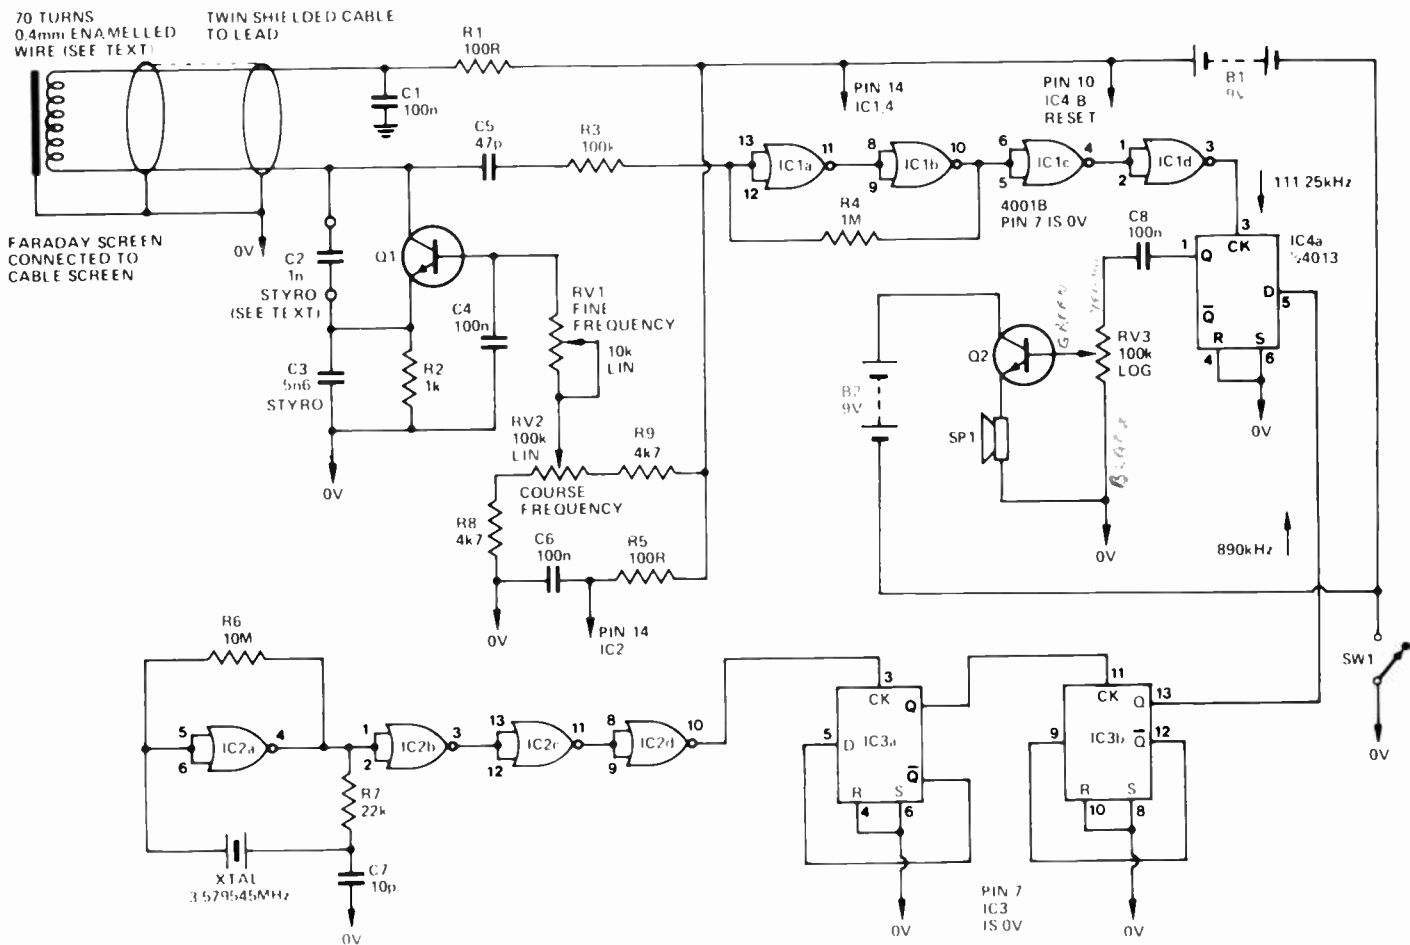 70 TURNS
0.4mm ENAMELLED
WIRE (SEE TEXT)
TWIN SHIELDED CABLE
TO LEAD
R1
100R
C1
100n
C5
47p
R3
100k
PIN 14
IC1,4
PIN 10
IC4 B
RESET
B1
9V
13
12
IC1a
11
8
9
IC1b
10
6
5
IC1c
4
1
2
IC1d
3
4001B
PIN 7 IS 0V
R4
1M
111.25kHz
FARADAY SCREEN
CONNECTED TO
CABLE SCREEN
0V
C2
1n
STYRO
(SEE TEXT)
Q1
C4
100n
RV1
FINE
FREQUENCY
10k
LIN
C3
5n6
STYRO
R2
1k
0V
RV2
100k
LIN
COURSE
FREQUENCY
R9
4k7
R8
4k7
C6
100n
R5
100R
0V
PIN 14
IC2
C8
100n
3
CK
1
Q
IC4a
½4013
D
5
Q
R
S
4
6
0V
GREEN
RV3
100k
LOG
BLACK
Q2
B2
9V
SP1
0V
890kHz
SW1
0V
R6
10M
5
6
IC2a
4
1
2
IC2b
3
13
12
IC2c
11
8
9
IC2d
10
R7
22k
XTAL
3.579545MHz
C7
10p
0V
3
CK
Q
5
D
IC3a
Q
R
S
4
6
0V
11
CK
Q
13
9
IC3b
Q
12
R
S
10
8
0V
PIN 7
IC3
IS 0V